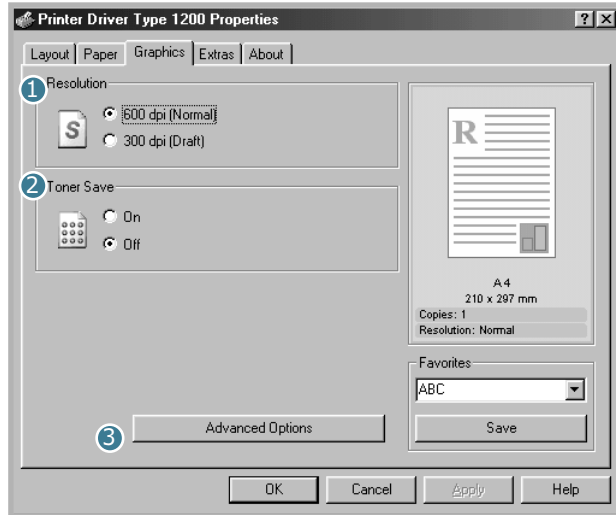 Printer Driver Type 1200 Properties
Layout Paper Graphics Extras About
1 Resolution
S
600 dpi (Normal)
300 dpi (Draft)
2 Toner Save
On
Off
R
A4
210 x 297 mm
Copies: 1
Resolution: Normal
Favorites
ABC
Save
3 Advanced Options
OK Cancel Apply Help